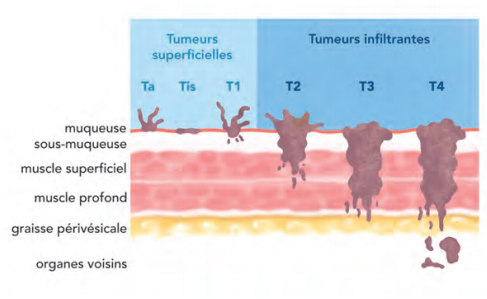 Tumeurs
superficielles
Tumeurs infiltrantes
Ta Tis T1 T2 T3 T4
muqueuse
sous-muqueuse
muscle superficiel
muscle profond
graisse périvésicale
organes voisins